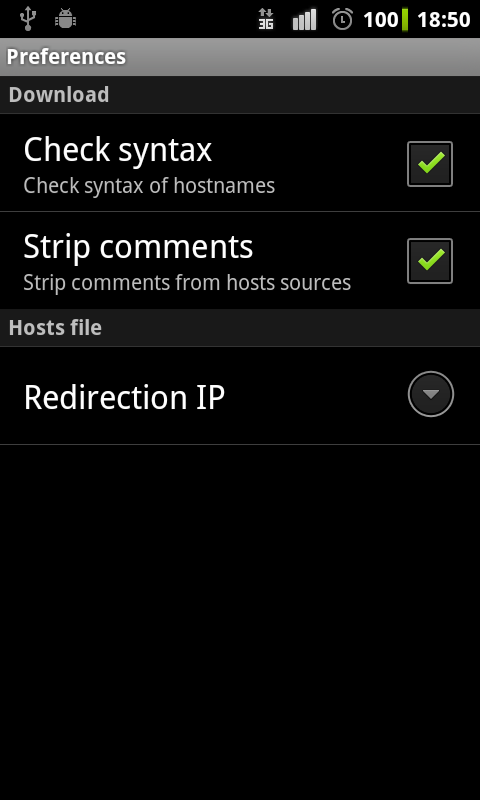 3G 100 18:50
Preferences
Download
Check syntax
Check syntax of hostnames
Strip comments
Strip comments from hosts sources
Hosts file
Redirection IP